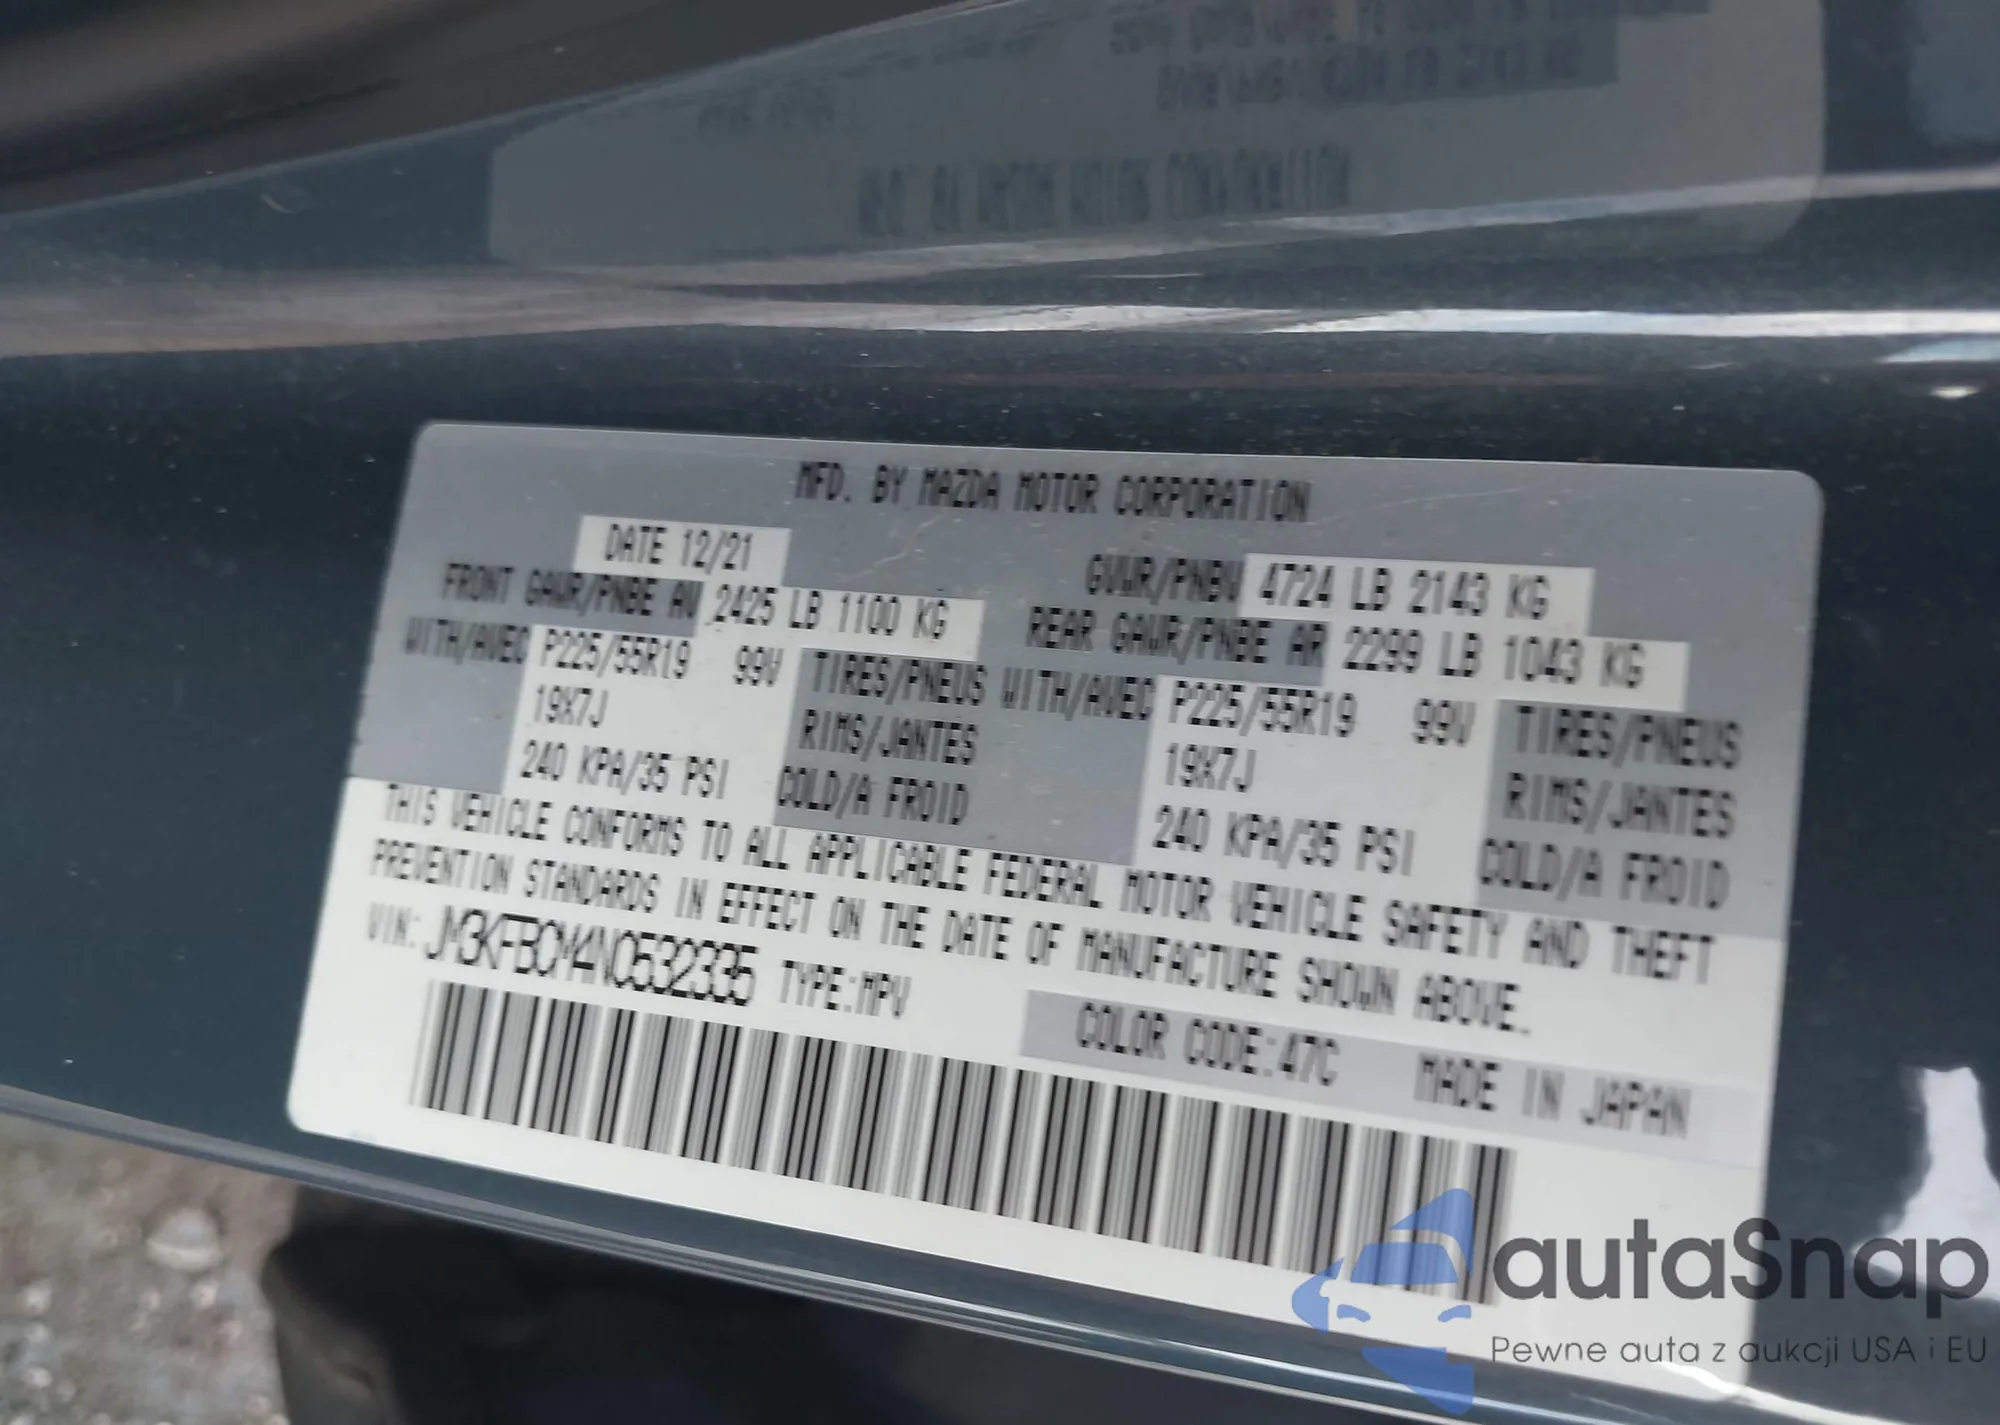 MFD. BY MAZDA MOTOR CORPORATION
DATE 12/21
GVWR/PNBV 4724 LB 2143 KG
FRONT GAWR/PNBE AV 2425 LB 1100 KG
REAR GAWR/PNBE AR 2299 LB 1043 KG
WITH/AVEC P225/55R19 99V TIRES/PNEUS WITH/AVEC P225/55R19 99V TIRES/PNEUS
19X7J RIMS/JANTES 19X7J RIMS/JANTES
240 KPA/35 PSI COLD/A FROID 240 KPA/35 PSI COLD/A FROID
THIS VEHICLE CONFORMS TO ALL APPLICABLE FEDERAL MOTOR VEHICLE SAFETY AND THEFT
PREVENTION STANDARDS IN EFFECT ON THE DATE OF MANUFACTURE SHOWN ABOVE.
VIN: JM3KFBCM4N0532335 TYPE:MPV
COLOR CODE:47C MADE IN JAPAN
autaSnap
Pewne auta z aukcji USA i EU